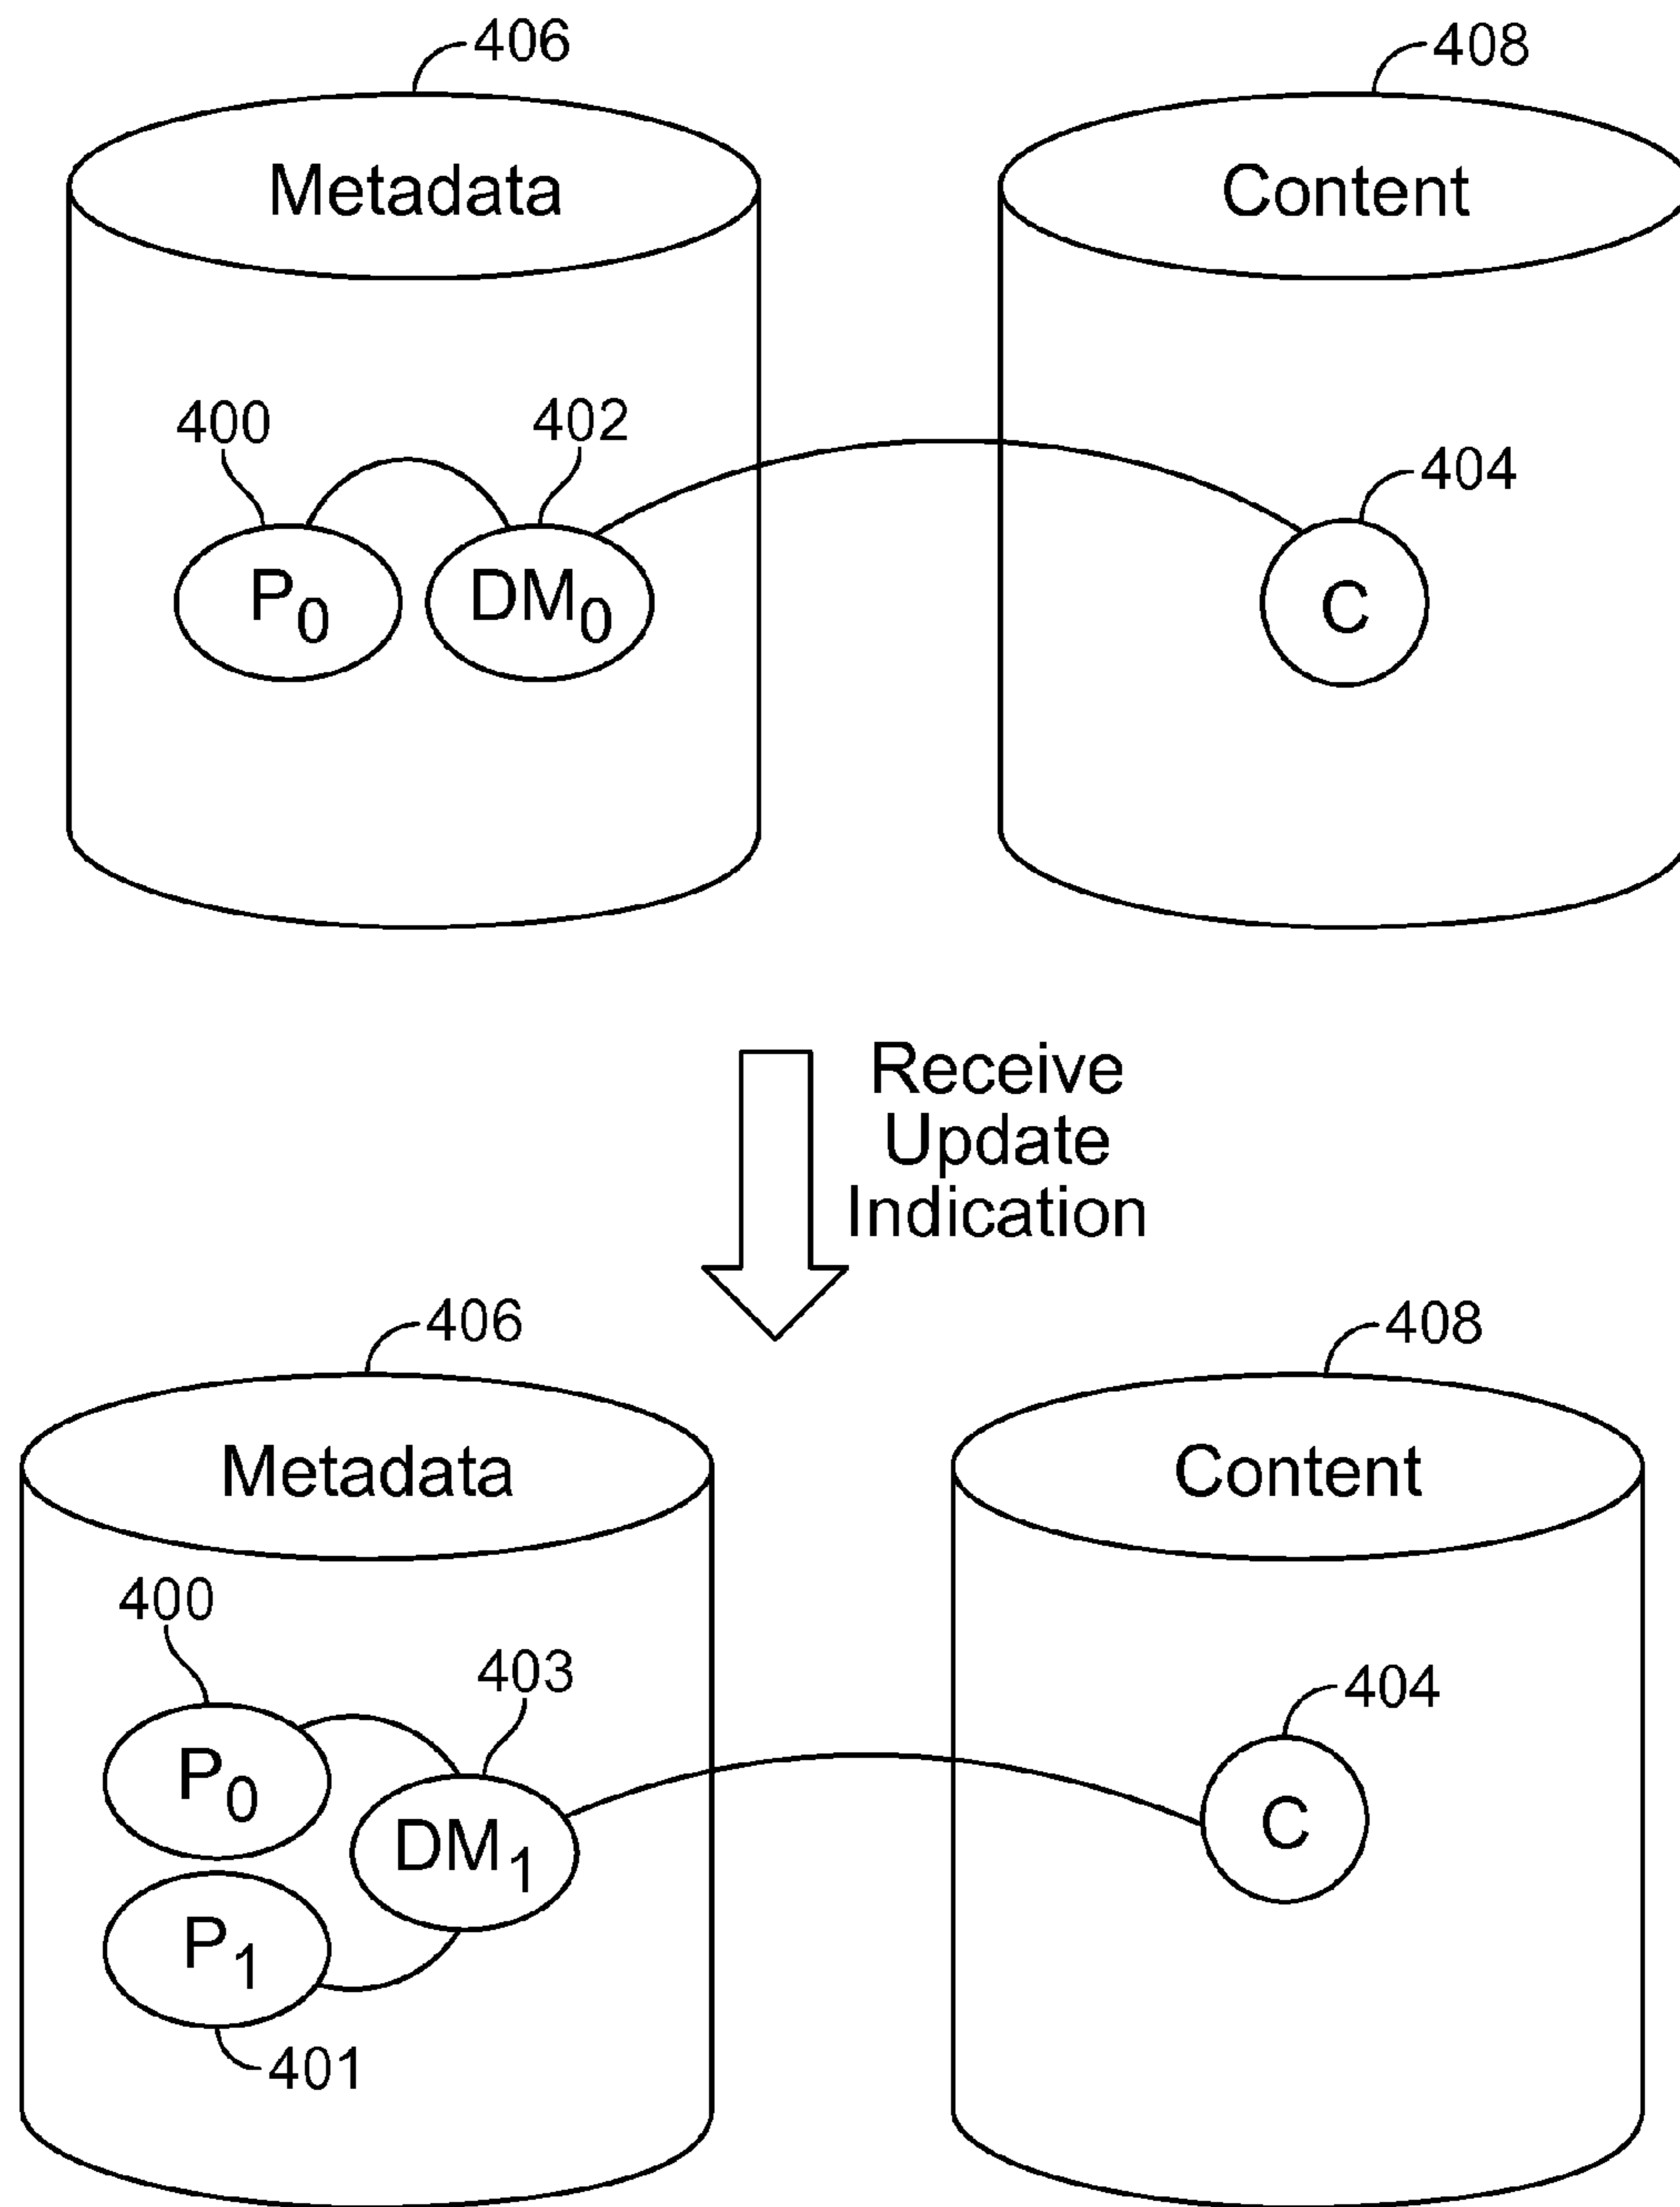 406
408
Metadata
Content
400
402
404
P0
DM0
C
Receive
Update
Indication
406
408
Metadata
Content
400
403
404
P0
DM1
C
P1
401